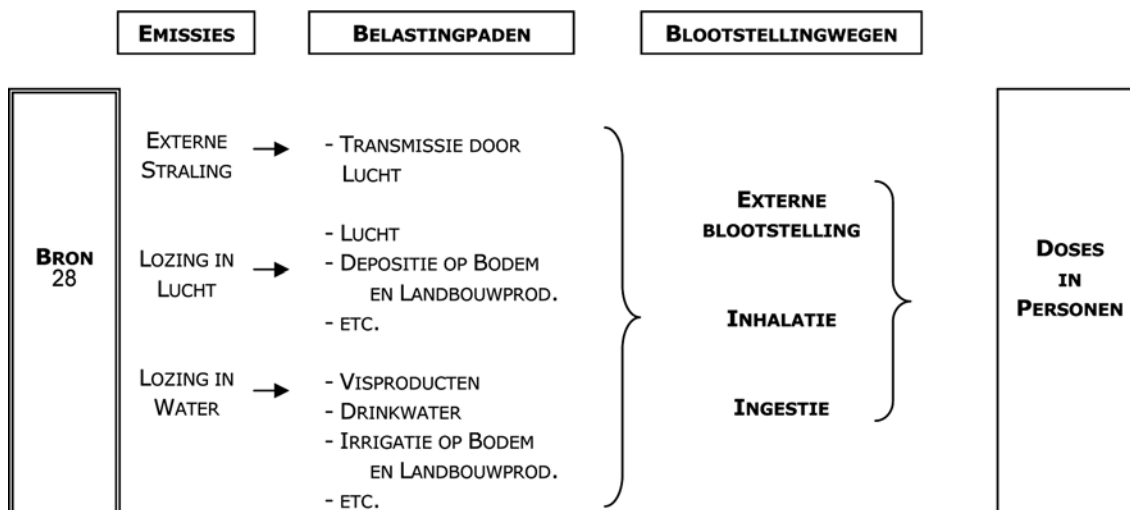 EMISSIES
BELASTINGPADEN
BLOOTSTELLINGWEGEN
BRON
28
EXTERNE
STRALING
- TRANSMISSIE DOOR
LUCHT
LOZING IN
LUCHT
- LUCHT
- DEPOSITIE OP BODEM
EN LANDBOUWPROD.
- ETC.
LOZING IN
WATER
- VISPRODUCTEN
- DRINKWATER
- IRRIGATIE OP BODEM
EN LANDBOUWPROD.
- ETC.
EXTERNE
BLOOTSTELLING
INHALATIE
INGESTIE
DOSES
IN
PERSONEN